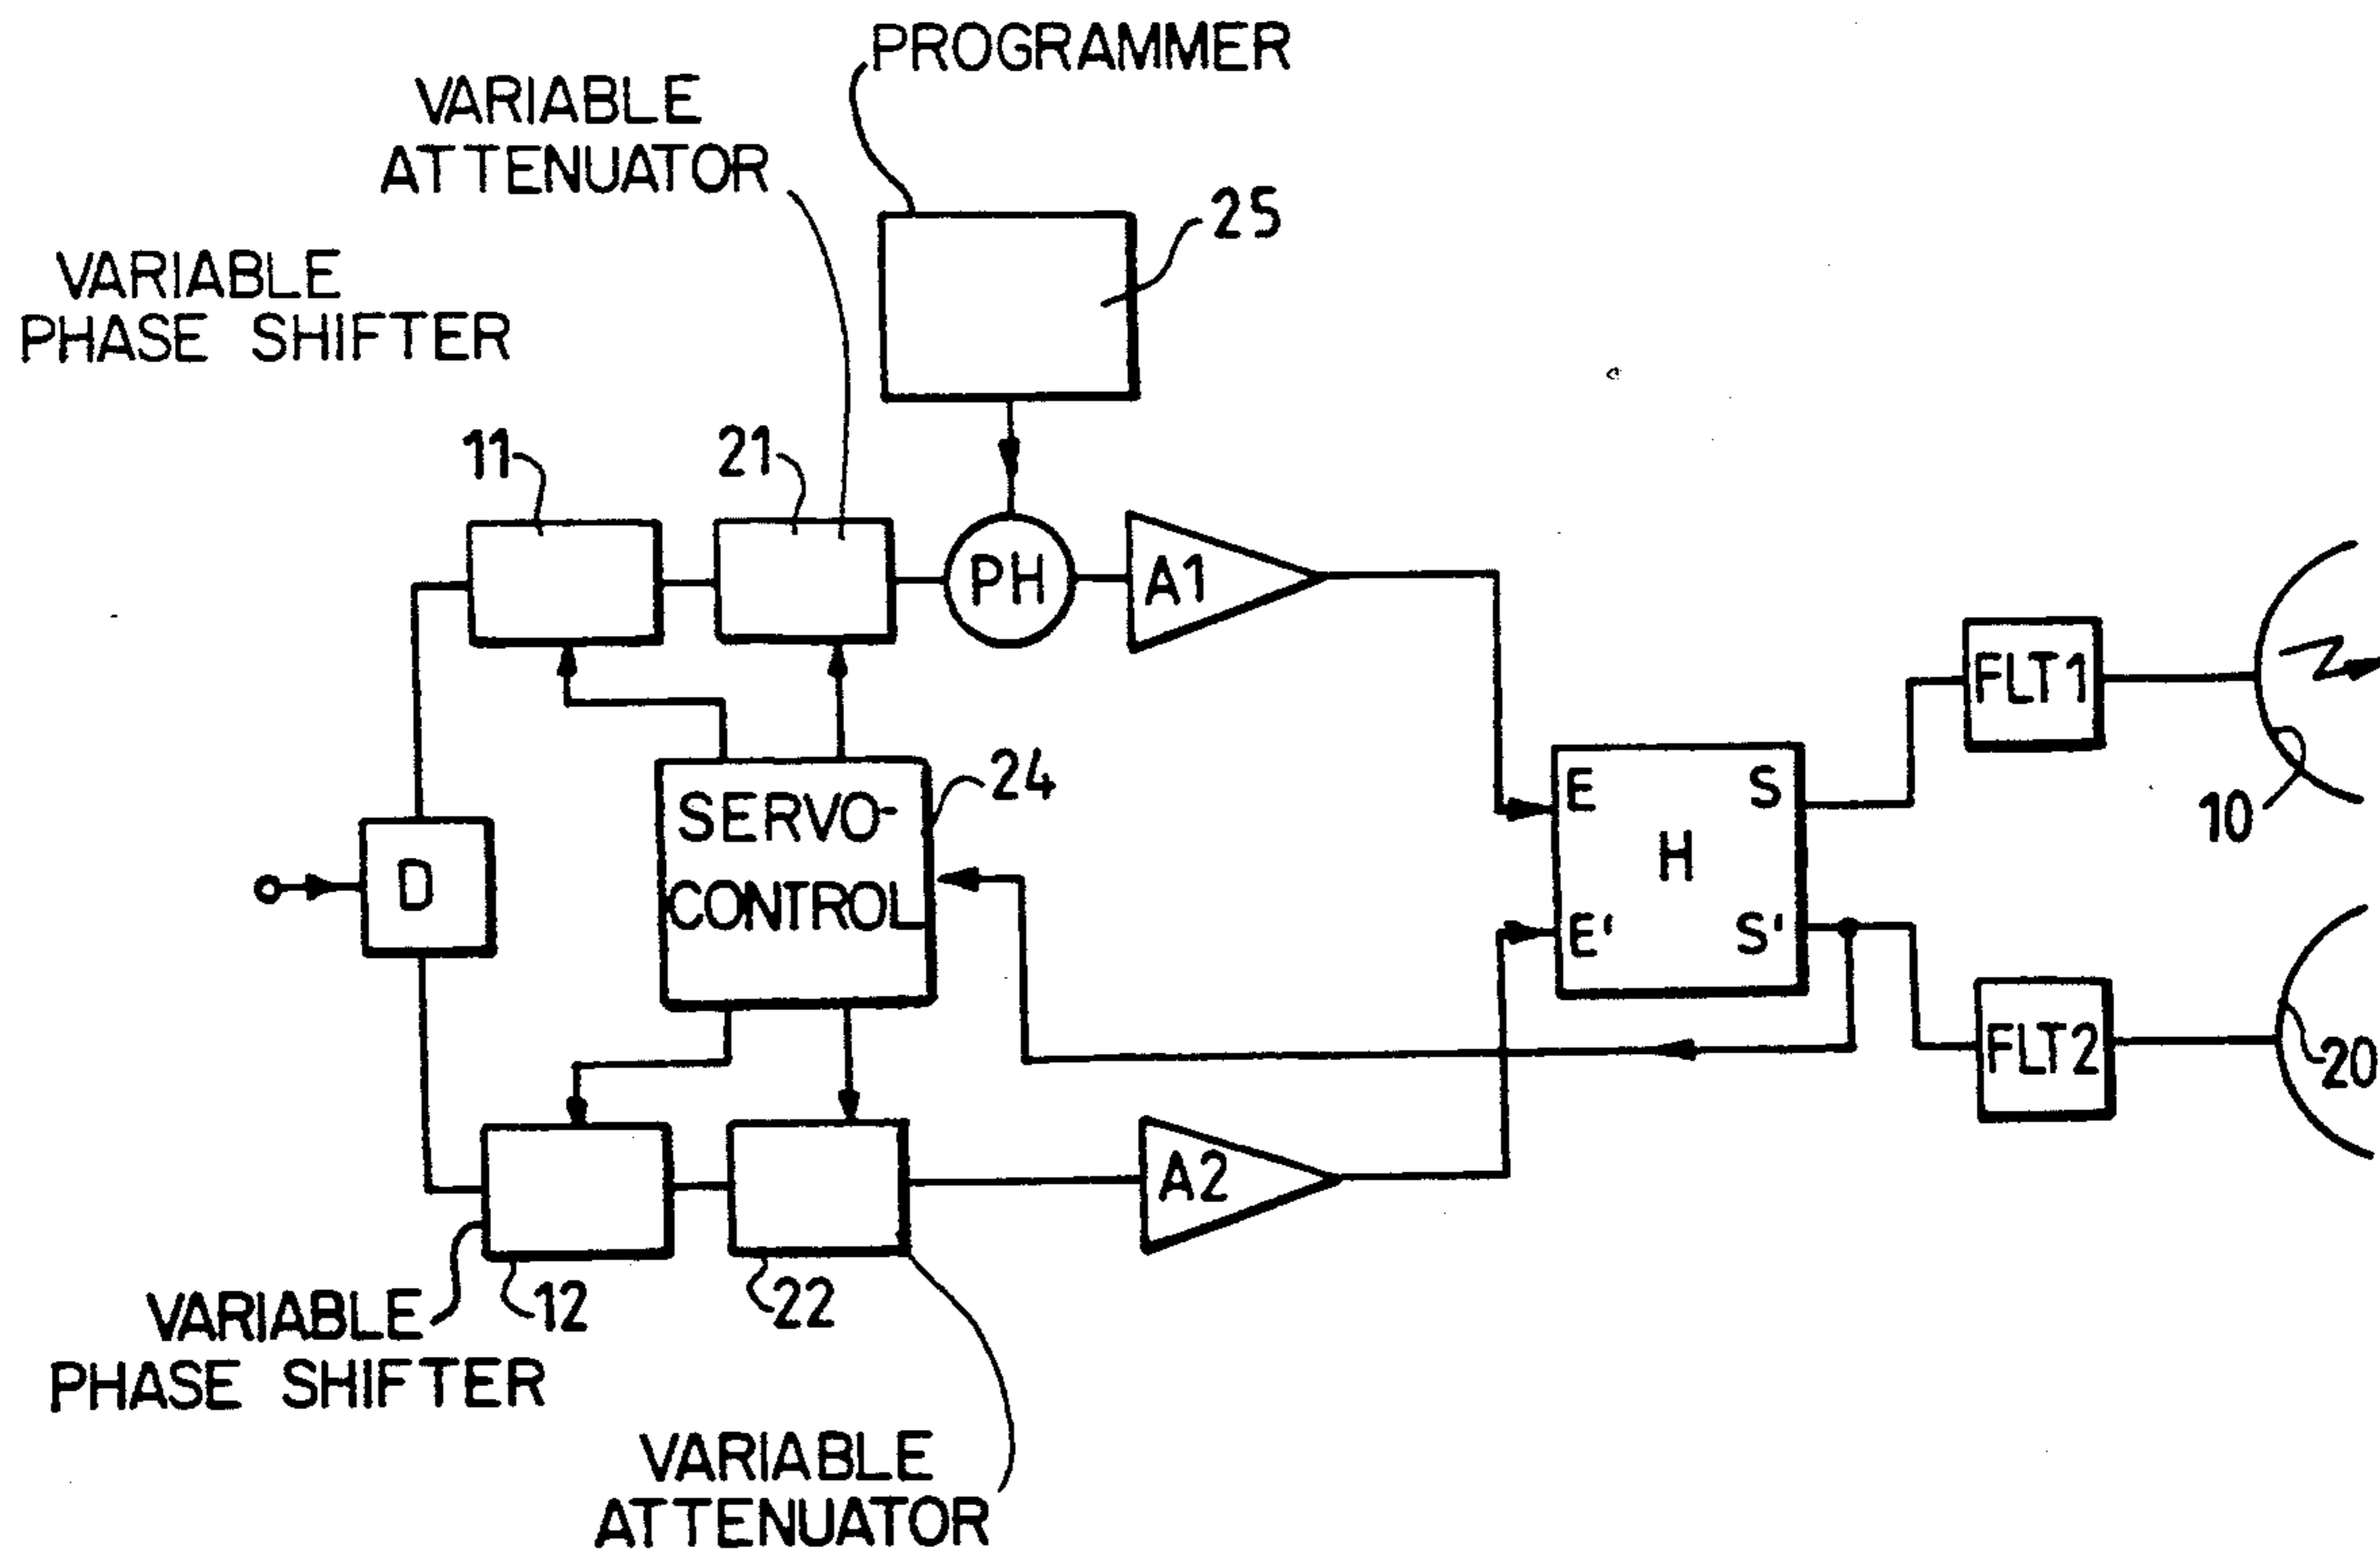 PROGRAMMER
VARIABLE
ATTENUATOR
25
VARIABLE
PHASE SHIFTER
11
21
PH
A1
FLT1
SERVO-
CONTROL
24
E
S
H
E'
S'
10
D
FLT2
20
A2
12
22
VARIABLE
PHASE SHIFTER
VARIABLE
ATTENUATOR